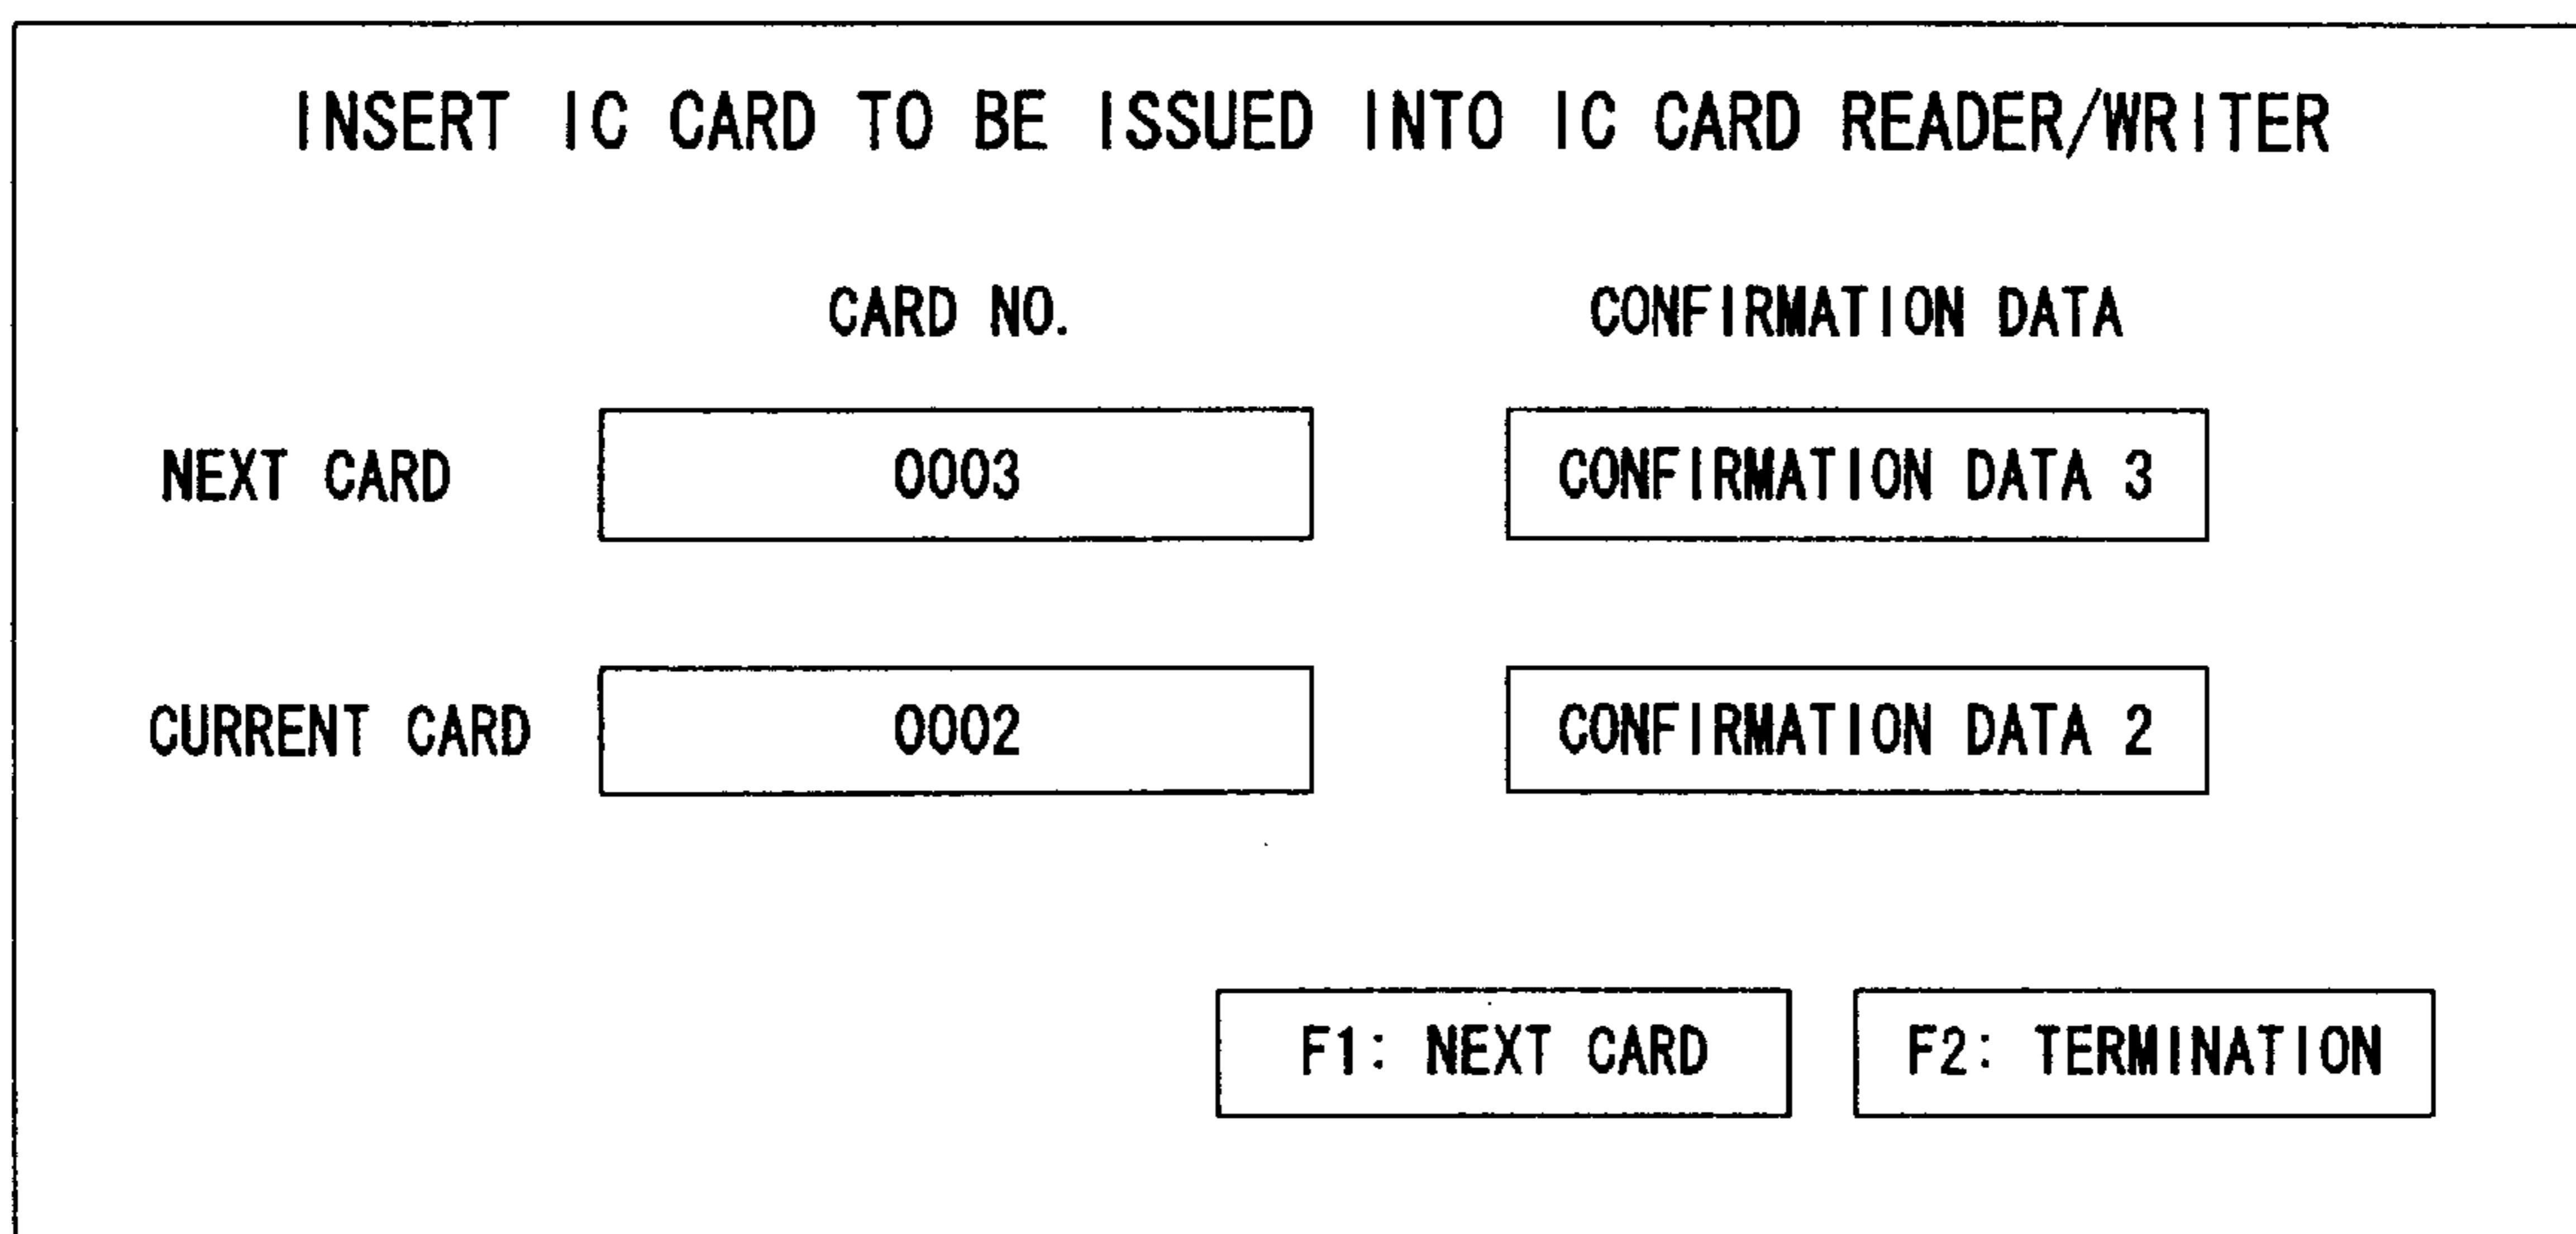 INSERT IC CARD TO BE ISSUED INTO IC CARD READER/WRITER
CARD NO. CONFIRMATION DATA
NEXT CARD 0003 CONFIRMATION DATA 3
CURRENT CARD 0002 CONFIRMATION DATA 2
F1: NEXT CARD F2: TERMINATION